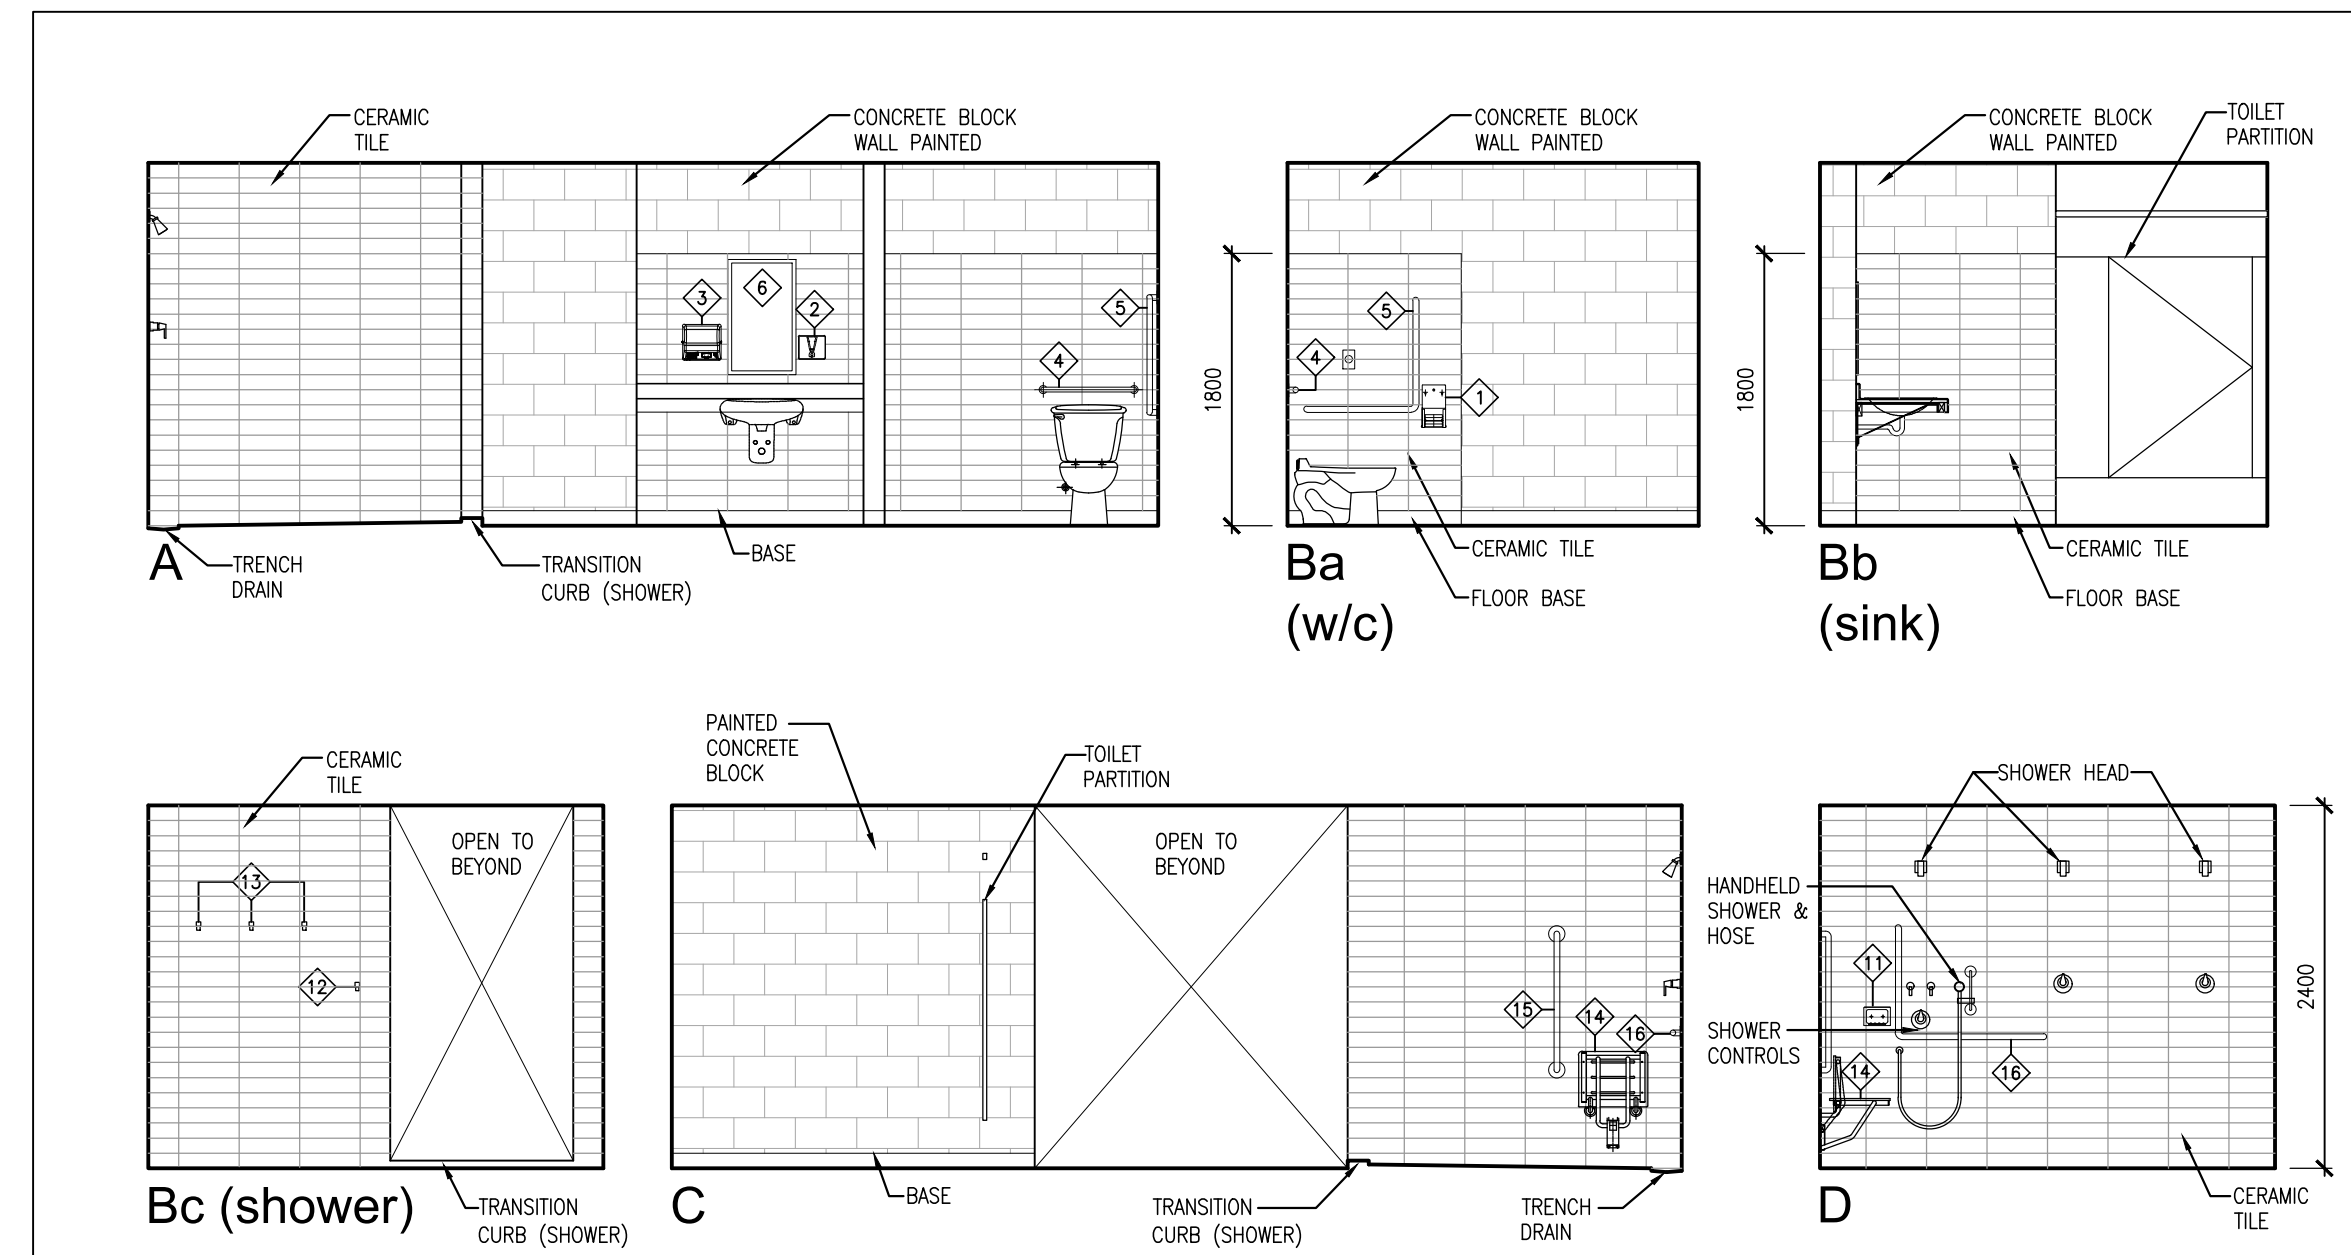 CERAMIC
TILE
CONCRETE BLOCK
WALL PAINTED
3
6
2
5
4
A
TRENCH
DRAIN
TRANSITION
CURB (SHOWER)
BASE
CONCRETE BLOCK
WALL PAINTED
1800
5
4
1
Ba
(w/c)
CERAMIC TILE
FLOOR BASE
CONCRETE BLOCK
WALL PAINTED
TOILET
PARTITION
1800
Bb
(sink)
CERAMIC TILE
FLOOR BASE
CERAMIC
TILE
OPEN TO
BEYOND
13
12
Bc (shower)
TRANSITION
CURB (SHOWER)
PAINTED
CONCRETE
BLOCK
TOILET
PARTITION
OPEN TO
BEYOND
15
14
16
C
BASE
TRANSITION
CURB (SHOWER)
TRENCH
DRAIN
SHOWER HEAD
HANDHELD
SHOWER &
HOSE
11
SHOWER
CONTROLS
14
16
2400
D
CERAMIC
TILE